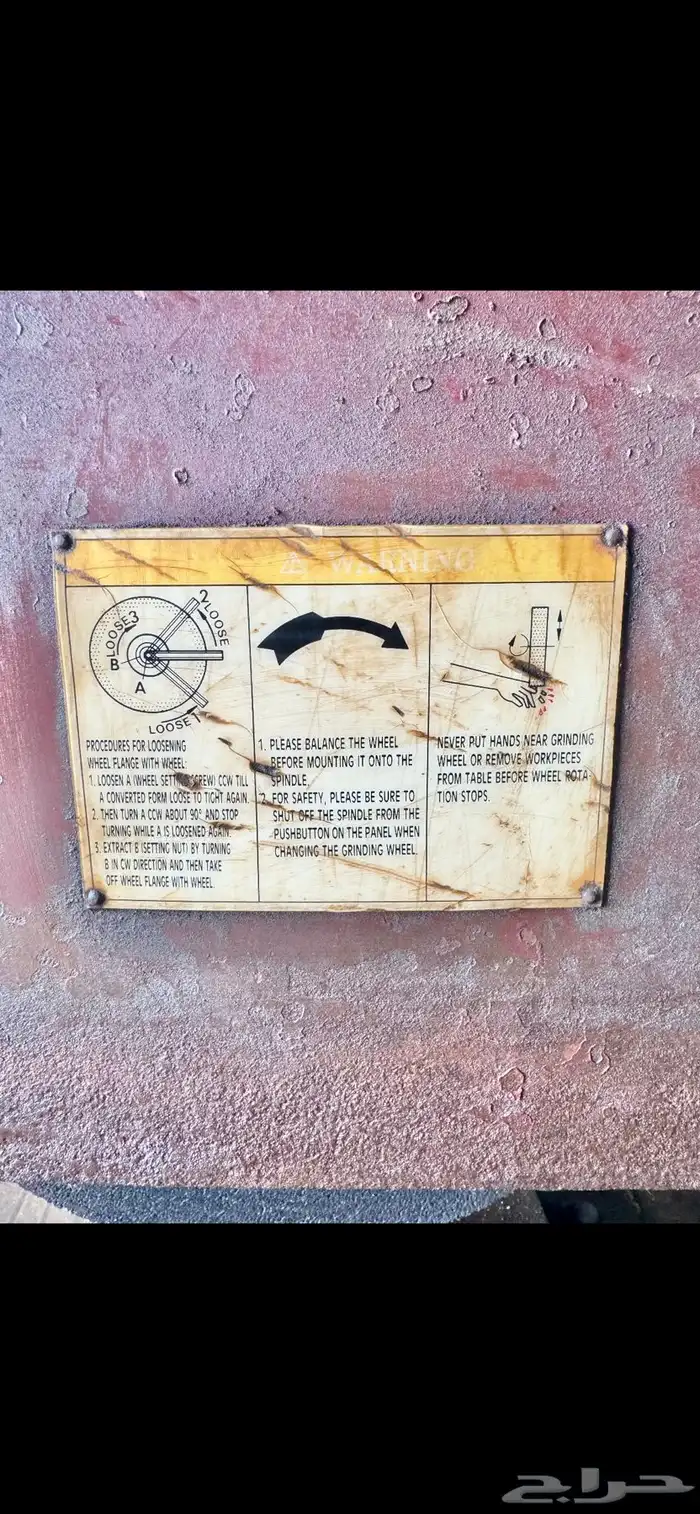 ⚠ WARNING
LOOSE3
2
LOOSE
B
A
LOOSE1
PROCEDURES FOR LOOSENING
WHEEL FLANGE WITH WHEEL:
1. LOOSEN A (WHEEL SETTING SCREW) CCW TILL
A CONVERTED FORM LOOSE TO TIGHT AGAIN.
2. THEN TURN A CCW ABOUT 90° AND STOP
TURNING WHILE A IS LOOSENED AGAIN.
3. EXTRACT B (SETTING NUT) BY TURNING
B IN CW DIRECTION AND THEN TAKE
OFF WHEEL FLANGE WITH WHEEL.
1. PLEASE BALANCE THE WHEEL
BEFORE MOUNTING IT ONTO THE
SPINDLE.
2. FOR SAFETY, PLEASE BE SURE TO
SHUT OFF THE SPINDLE FROM THE
PUSHBUTTON ON THE PANEL WHEN
CHANGING THE GRINDING WHEEL.
NEVER PUT HANDS NEAR GRINDING
WHEEL OR REMOVE WORKPIECES
FROM TABLE BEFORE WHEEL ROTA-
TION STOPS.
حراج